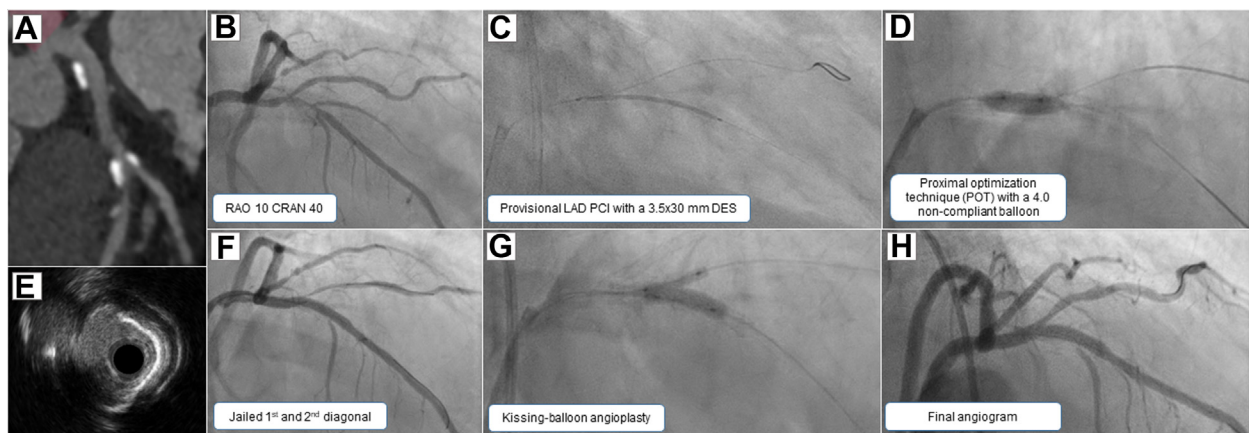 A
B
C
D
RAO 10 CRAN 40
Provisional LAD PCI with a 3.5x30 mm DES
Proximal optimization
technique (POT) with a 4.0
non-compliant balloon
E
F
G
H
Jailed 1st and 2nd diagonal
Kissing-balloon angioplasty
Final angiogram